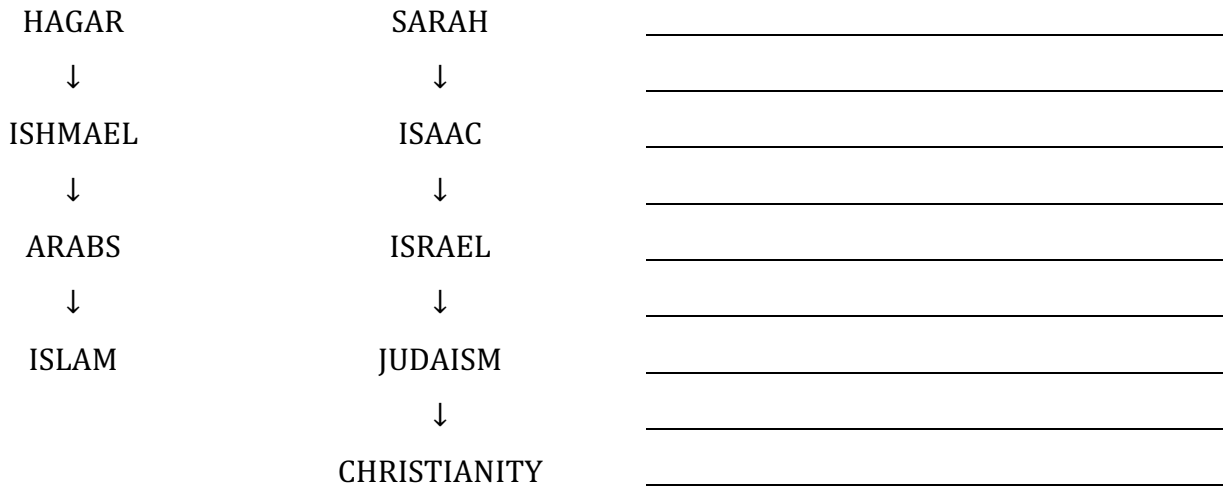 HAGAR SARAH
↓ ↓
ISHMAEL ISAAC
↓ ↓
ARABS ISRAEL
↓ ↓
ISLAM JUDAISM
↓
CHRISTIANITY